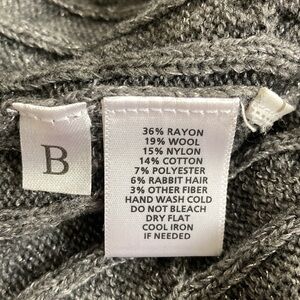 B
36% RAYON
19% WOOL
15% NYLON
14% COTTON
7% POLYESTER
6% RABBIT HAIR
3% OTHER FIBER
HAND WASH COLD
DO NOT BLEACH
DRY FLAT
COOL IRON
IF NEEDED